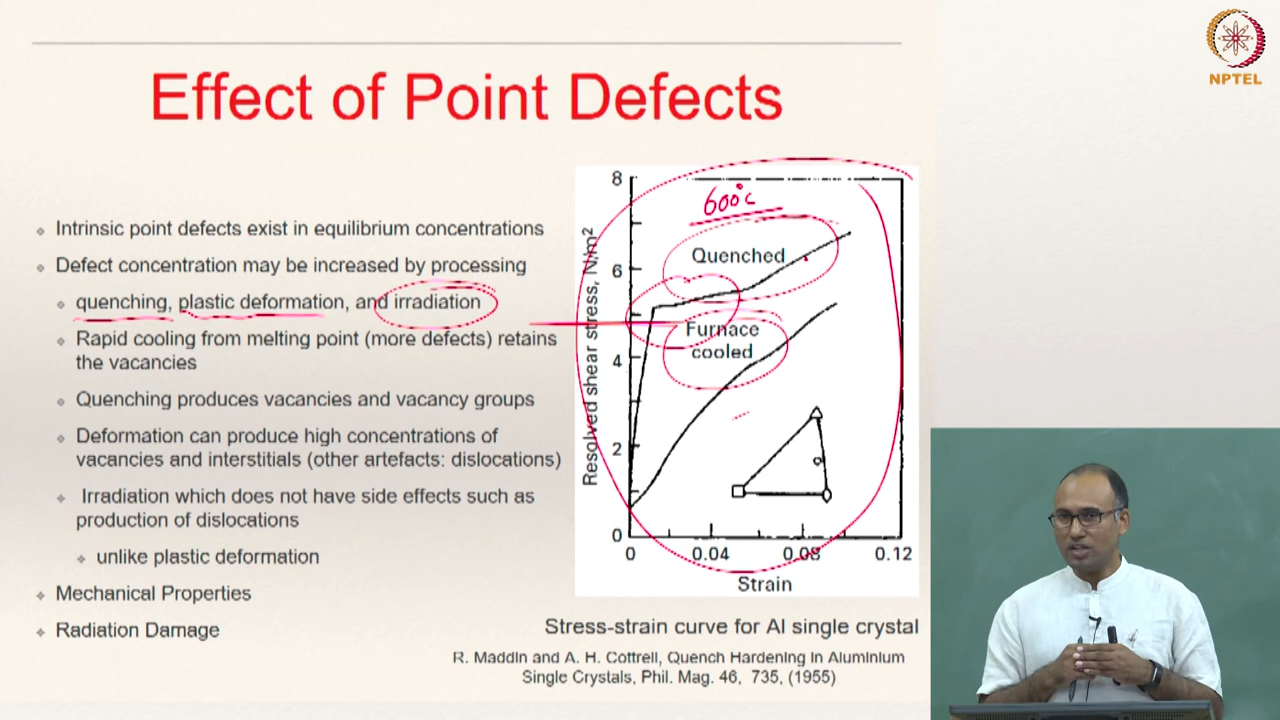 NPTEL
Effect of Point Defects
Intrinsic point defects exist in equilibrium concentrations
Defect concentration may be increased by processing
quenching, plastic deformation, and irradiation
Rapid cooling from melting point (more defects) retains
the vacancies
Quenching produces vacancies and vacancy groups
Deformation can produce high concentrations of
vacancies and interstitials (other artefacts: dislocations)
Irradiation which does not have side effects such as
production of dislocations
unlike plastic deformation
Mechanical Properties
Radiation Damage
Resolved shear stress, N/m²
8
6
4
2
0
600°C
Quenched
Furnace
cooled
0 0.04 0.08 0.12
Strain
Stress-strain curve for Al single crystal
R. Maddin and A. H. Cottrell, Quench Hardening in Aluminium
Single Crystals, Phil. Mag. 46, 735, (1955)